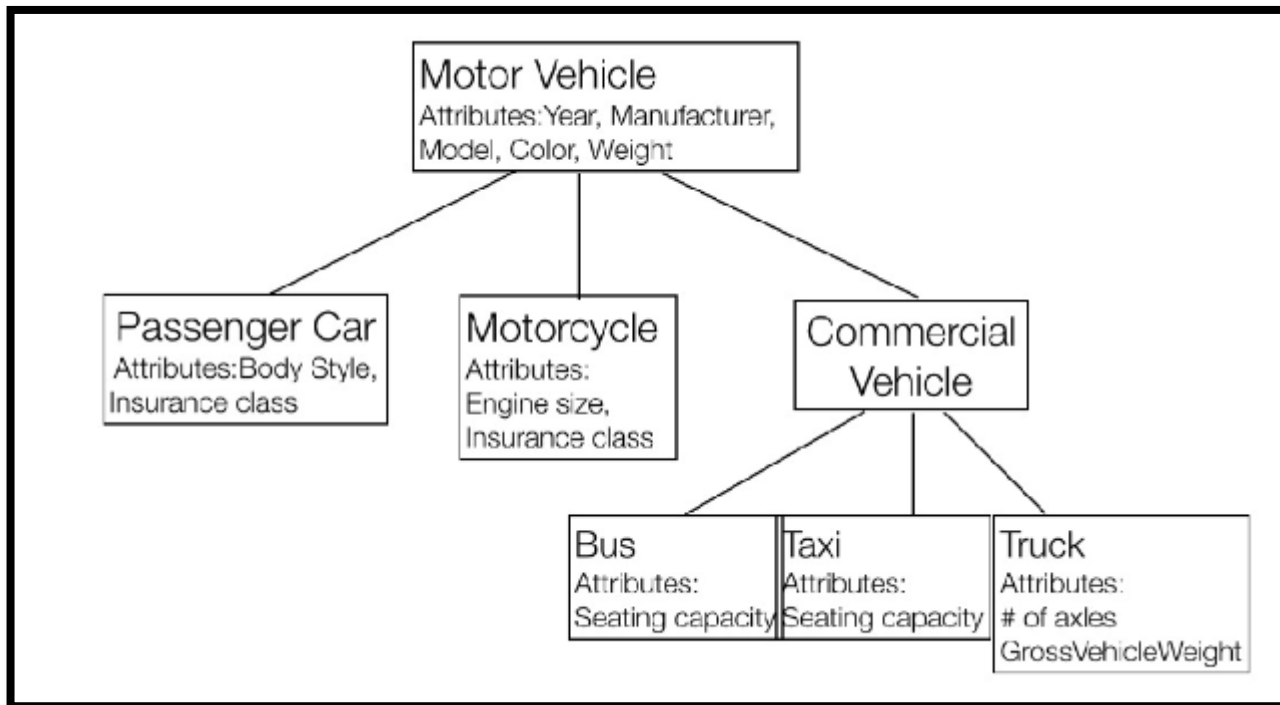 Motor Vehicle
Attributes:Year, Manufacturer,
Model, Color, Weight
Passenger Car
Attributes:Body Style,
Insurance class
Motorcycle
Attributes:
Engine size,
Insurance class
Commercial
Vehicle
Bus
Attributes:
Seating capacity
Taxi
Attributes:
Seating capacity
Truck
Attributes:
# of axles
GrossVehicleWeight